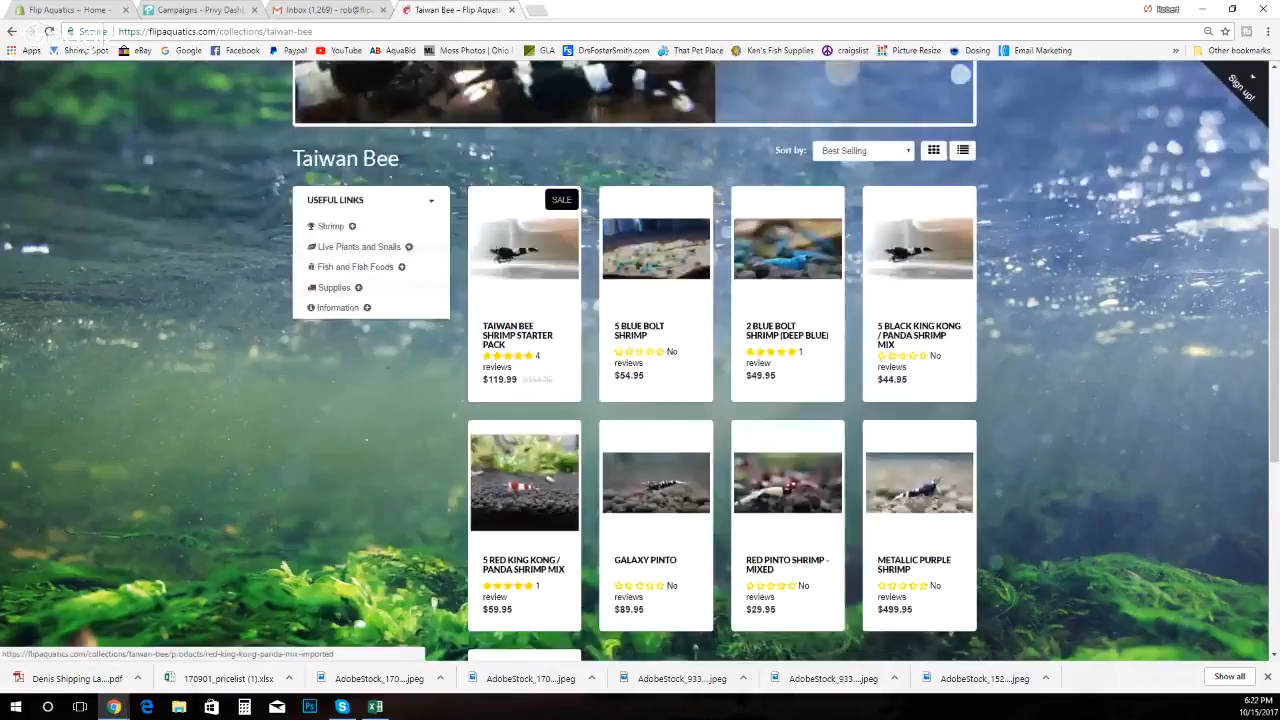 Flip Aquatics ~ Home ~
Campaigns - Privy Dashl
Inbox (1,269) - rob@flip
Taiwan Bee – Flip Aquat
Robert
Secure
https://flipaquatics.com/collections/taiwan-bee
Apps
Shrimp Spot
eBay
Google
Facebook
Paypal
YouTube
AquaBid
Moss Photos | Ohio
GLA
DrsFosterSmith.com
That Pet Place
Ken's Fish Supplies
craigslist
Picture Resize
Dosing
Email Marketing
»
Other bookmarks
Sign up!
Taiwan Bee
Sort by:
Best Selling
USEFUL LINKS
Shrimp
Live Plants and Snails
Fish and Fish Foods
Supplies
Information
SALE
TAIWAN BEE
SHRIMP STARTER
PACK
4
reviews
$119.99
5 BLUE BOLT
SHRIMP
No
reviews
$54.95
2 BLUE BOLT
SHRIMP (DEEP BLUE)
1
review
$49.95
5 BLACK KING KONG
/ PANDA SHRIMP
MIX
No
reviews
$44.95
5 RED KING KONG /
PANDA SHRIMP MIX
1
review
$59.95
GALAXY PINTO
No
reviews
$89.95
RED PINTO SHRIMP -
MIXED
No
reviews
$29.95
METALLIC PURPLE
SHRIMP
No
reviews
$499.95
https://flipaquatics.com/collections/taiwan-bee/products/red-king-kong-panda-mix-imported
Denis Shipping La....pdf
170901_pricelist (1).xlsx
AdobeStock_170....jpeg
AdobeStock_170....jpeg
AdobeStock_933....jpeg
AdobeStock_933....jpeg
AdobeStock_152....jpeg
Show all
6:22 PM
10/15/2017